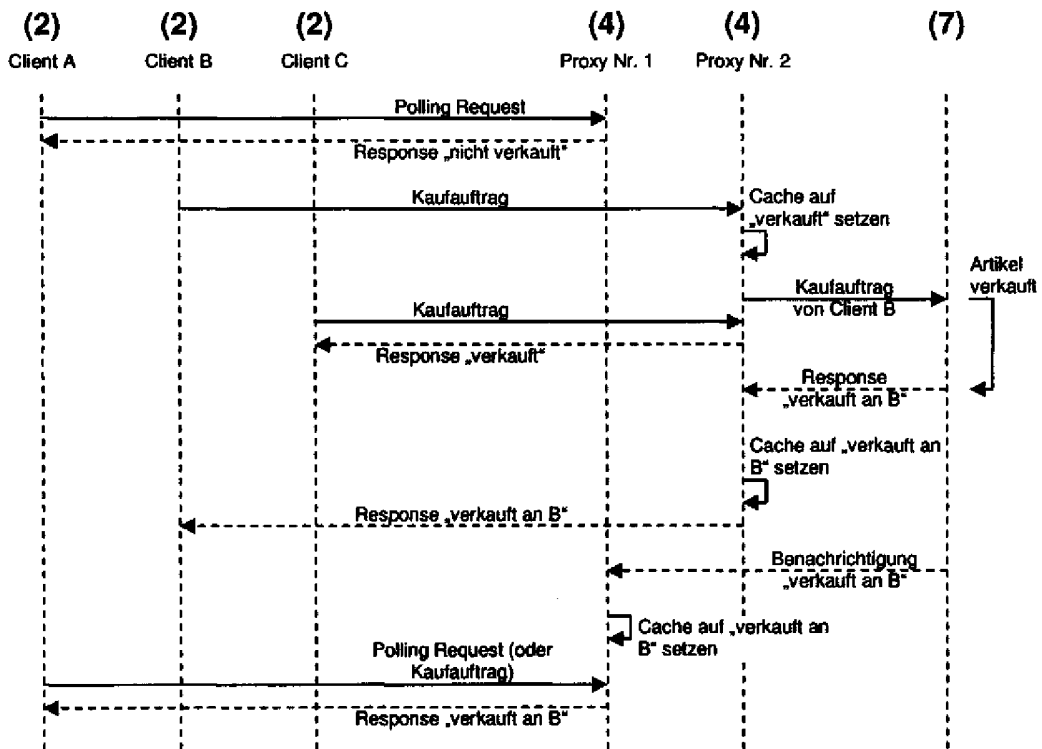 (2) (2) (2) (4) (4) (7)
Client A Client B Client C Proxy Nr. 1 Proxy Nr. 2
Polling Request
Response „nicht verkauft“
Kaufauftrag
Cache auf
„verkauft“ setzen
Artikel
verkauft
Kaufauftrag
von Client B
Kaufauftrag
Response „verkauft“
Response
„verkauft an B“
Cache auf „verkauft an
B“ setzen
Response „verkauft an B“
Benachrichtigung
„verkauft an B“
Cache auf „verkauft an
B“ setzen
Polling Request (oder
Kaufauftrag)
Response „verkauft an B“